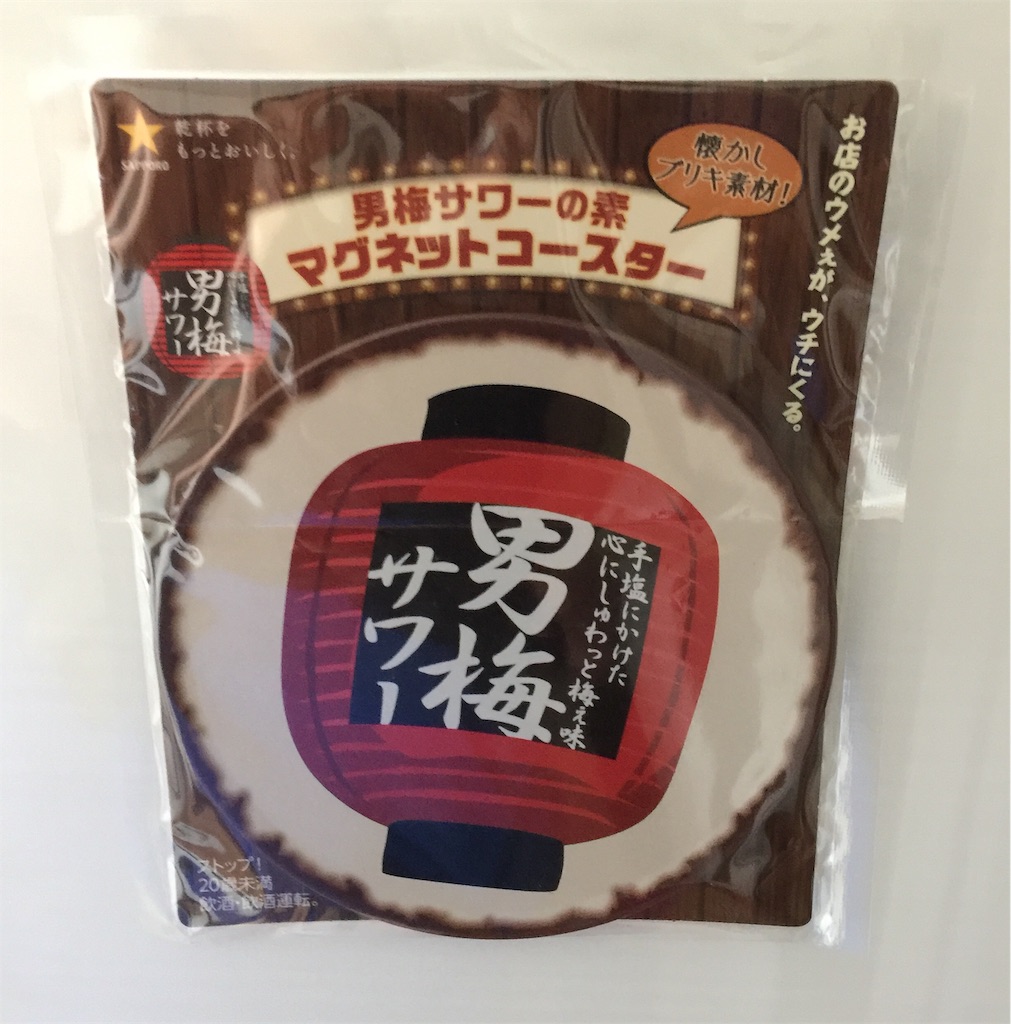 SAPPORO
乾杯を
もっとおいしく。
懐かし
ブリキ素材!
お店のウメぇが、ウチにくる。
男梅サワーの素
マグネットコースター
男梅
サワー
手塩にかけた
心にしゅわっと梅ぇ味
男梅
サワー
ストップ!
20歳未満
飲酒・飲酒運転。